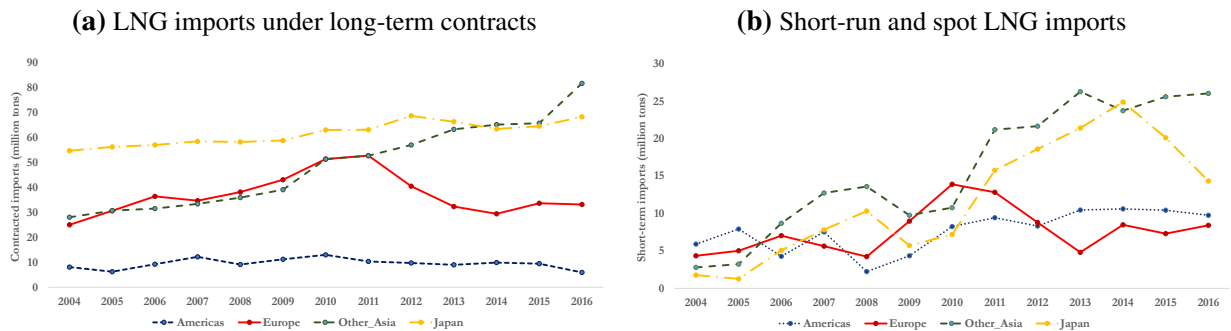 (a) LNG imports under long-term contracts
Contracted imports (million tons)
90
80
70
60
50
40
30
20
10
0
2004 2005 2006 2007 2008 2009 2010 2011 2012 2013 2014 2015 2016
Americas Europe Other_Asia Japan
(b) Short-run and spot LNG imports
Short-term imports (million tons)
30
25
20
15
10
5
0
2004 2005 2006 2007 2008 2009 2010 2011 2012 2013 2014 2015 2016
Americas Europe Other_Asia Japan